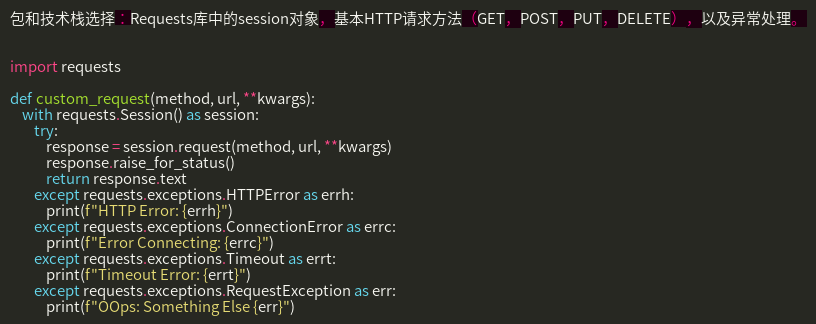 包和技术栈选择：Requests库中的session对象，基本HTTP请求方法（GET，POST，PUT，DELETE），以及异常处理。
import requests
def custom_request(method, url, **kwargs):
    with requests.Session() as session:
        try:
            response = session.request(method, url, **kwargs)
            response.raise_for_status()
            return response.text
        except requests.exceptions.HTTPError as errh:
            print(f"HTTP Error: {errh}")
        except requests.exceptions.ConnectionError as errc:
            print(f"Error Connecting: {errc}")
        except requests.exceptions.Timeout as errt:
            print(f"Timeout Error: {errt}")
        except requests.exceptions.RequestException as err:
            print(f"OOps: Something Else {err}")